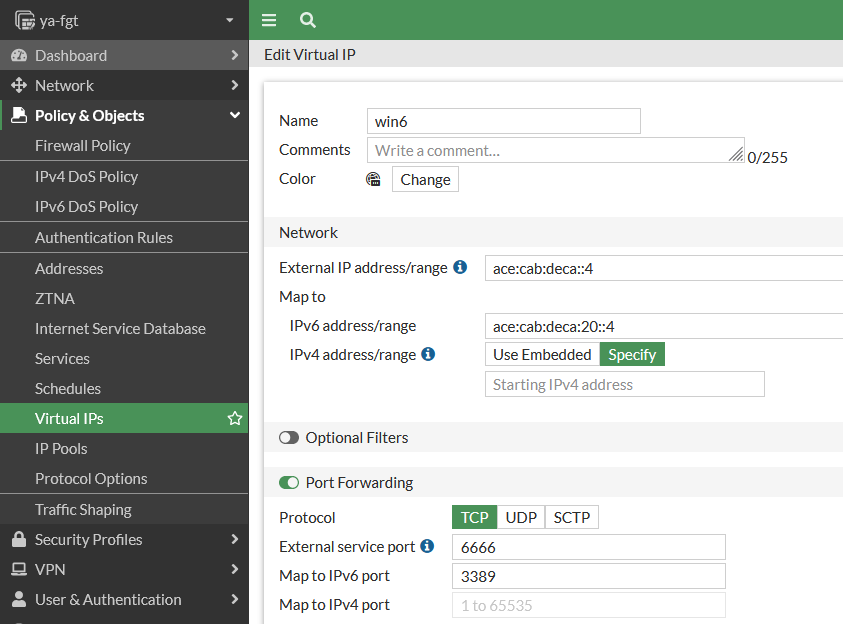 ya-fgt
Dashboard
Network
Policy & Objects
Firewall Policy
IPv4 DoS Policy
IPv6 DoS Policy
Authentication Rules
Addresses
ZTNA
Internet Service Database
Services
Schedules
Virtual IPs
IP Pools
Protocol Options
Traffic Shaping
Security Profiles
VPN
User & Authentication
Edit Virtual IP
Name win6
Comments Write a comment... 0/255
Color Change
Network
External IP address/range ace:cab:deca::4
Map to
IPv6 address/range ace:cab:deca:20::4
IPv4 address/range Use Embedded Specify
Starting IPv4 address
Optional Filters
Port Forwarding
Protocol TCP UDP SCTP
External service port 6666
Map to IPv6 port 3389
Map to IPv4 port 1 to 65535